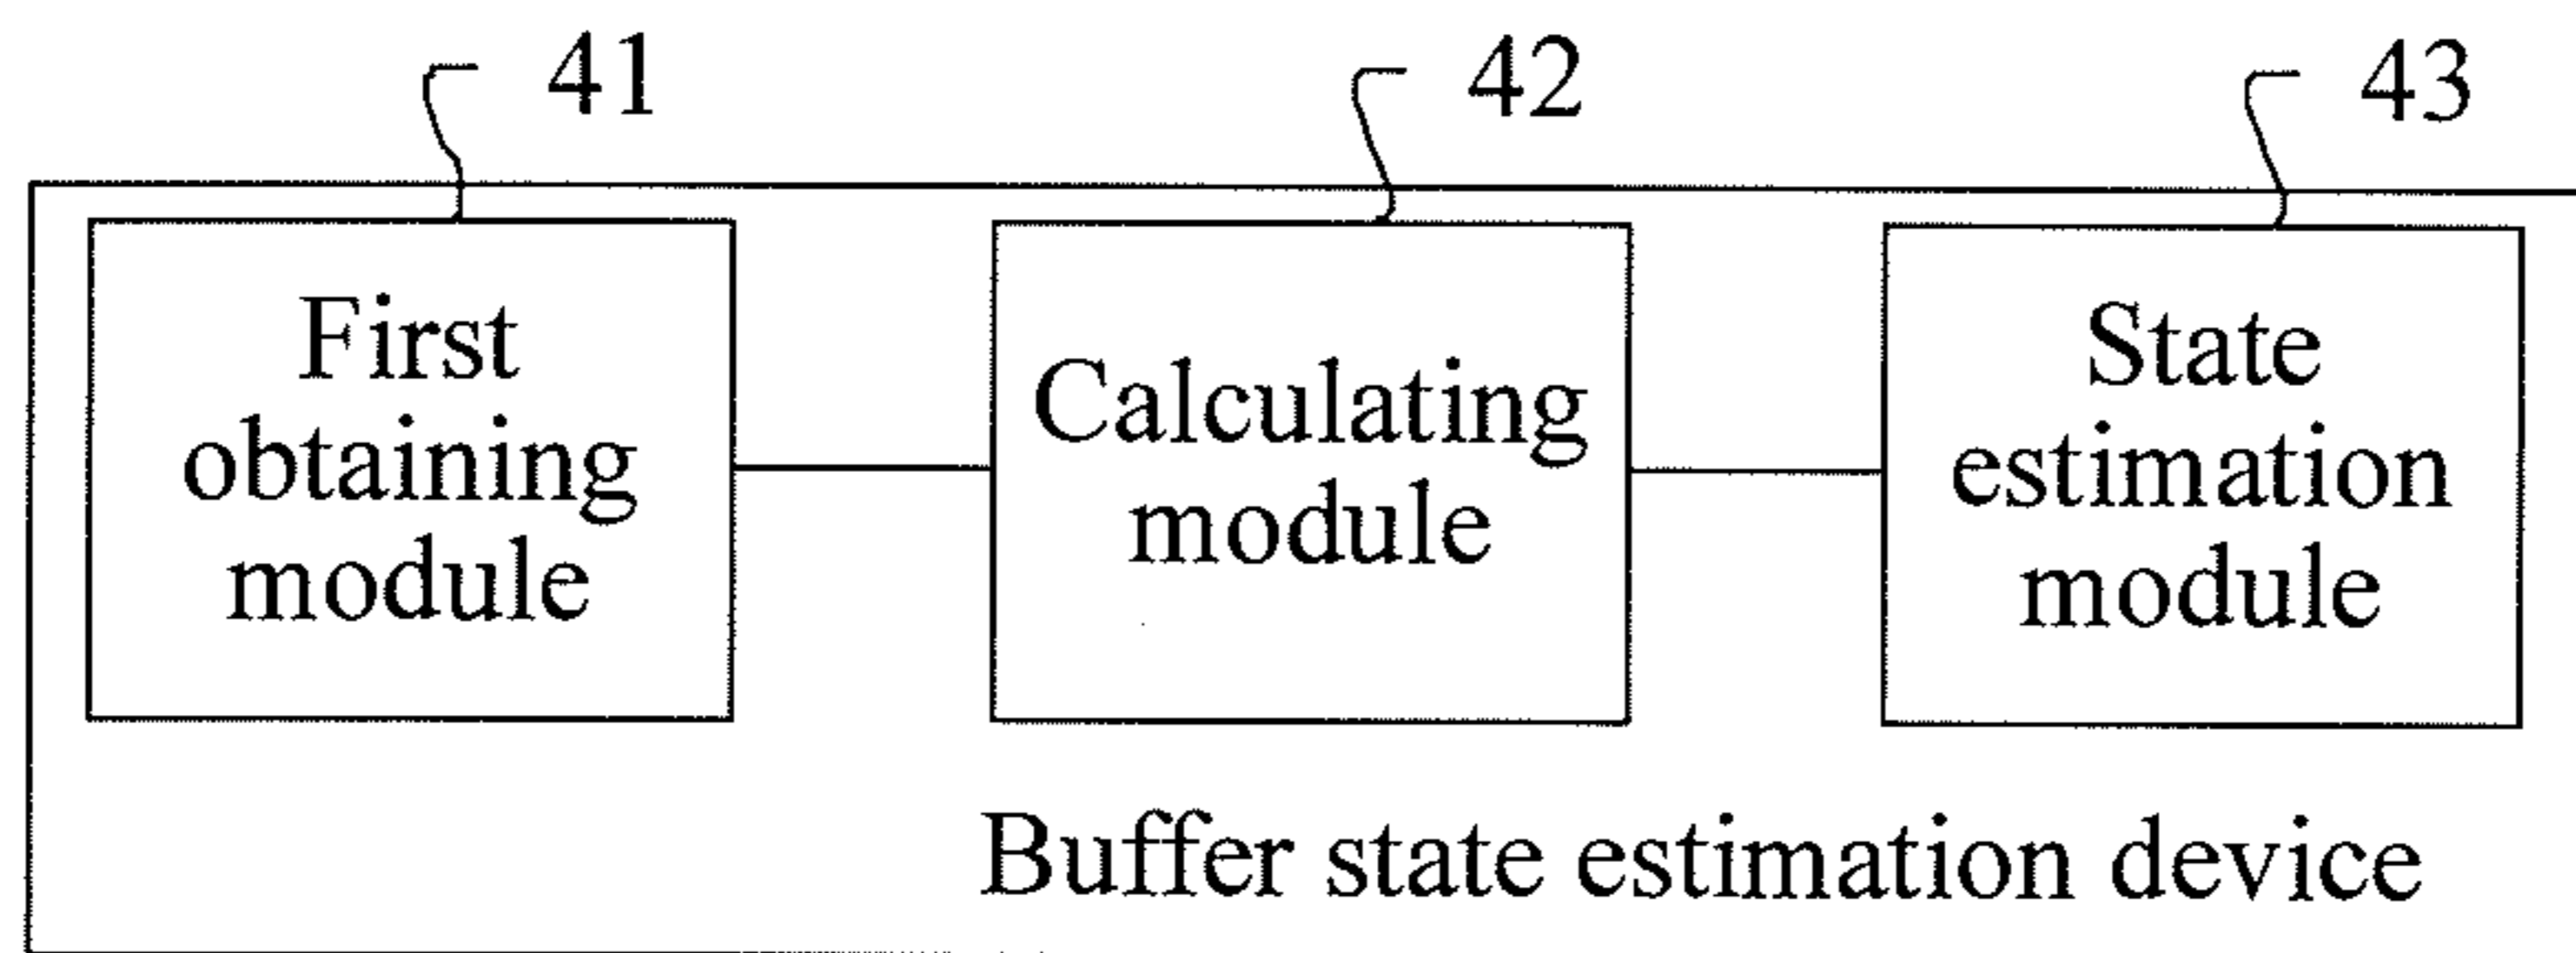 41
42
43
First
obtaining
module
Calculating
module
State
estimation
module
Buffer state estimation device